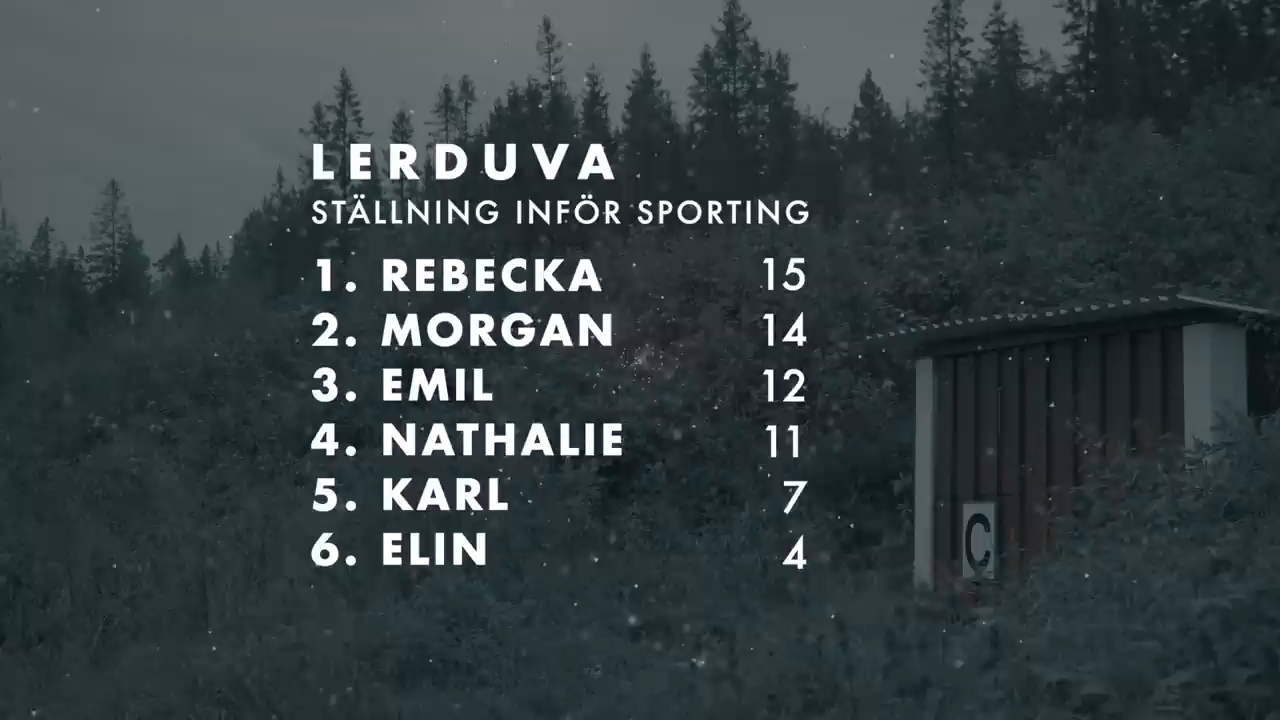 LERDUVA
STÄLLNING INFÖR SPORTING
1. REBECKA 15
2. MORGAN 14
3. EMIL 12
4. NATHALIE 11
5. KARL 7
6. ELIN 4
C